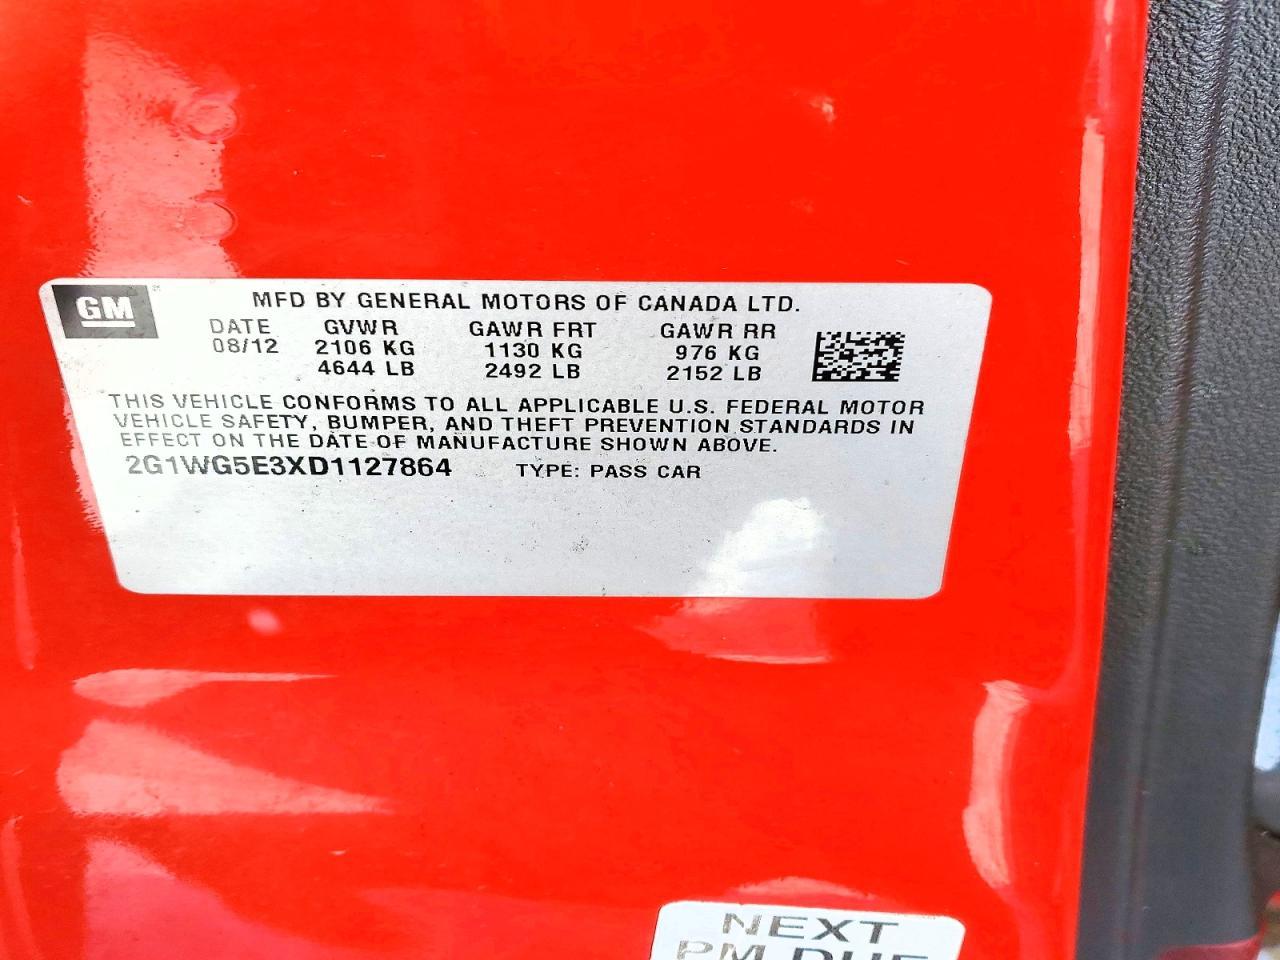 GM
MFD BY GENERAL MOTORS OF CANADA LTD.
DATE GVWR GAWR FRT GAWR RR
08/12 2106 KG 1130 KG 976 KG
4644 LB 2492 LB 2152 LB
THIS VEHICLE CONFORMS TO ALL APPLICABLE U.S. FEDERAL MOTOR
VEHICLE SAFETY, BUMPER, AND THEFT PREVENTION STANDARDS IN
EFFECT ON THE DATE OF MANUFACTURE SHOWN ABOVE.
2G1WG5E3XD1127864 TYPE: PASS CAR
NEXT
PM DUE